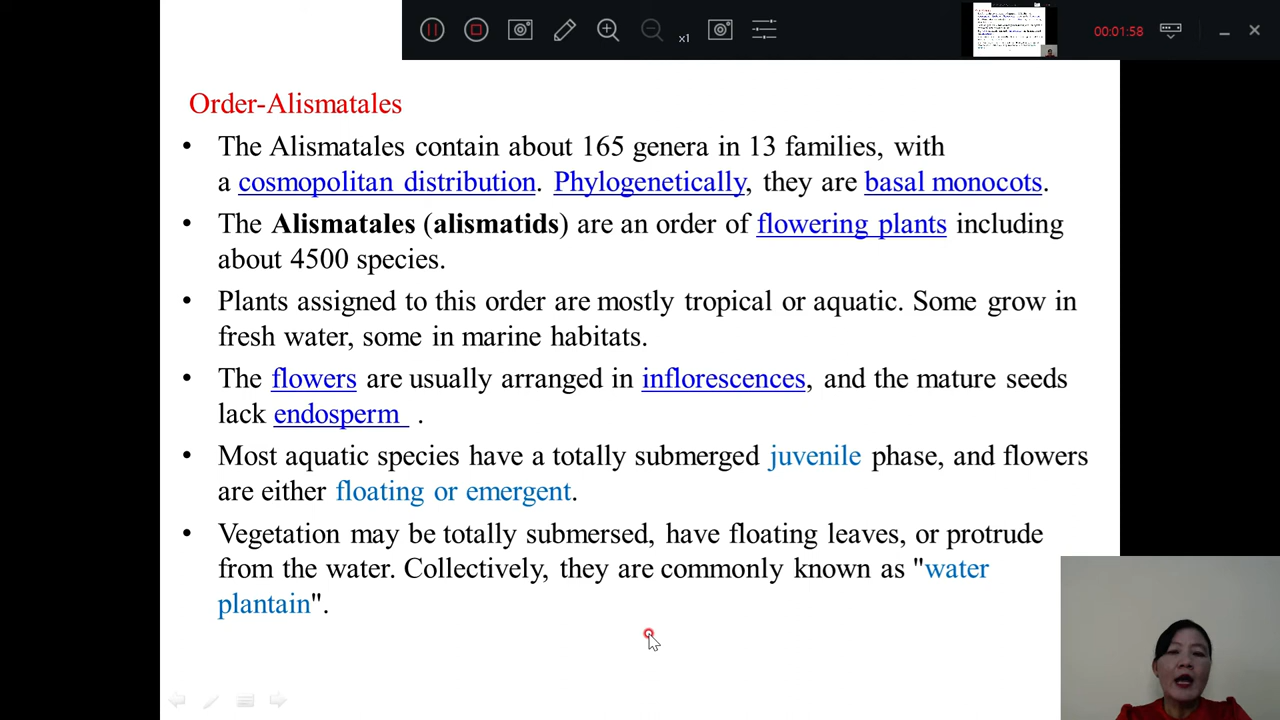 x1
00:01:58
Order-Alismatales
• The Alismatales contain about 165 genera in 13 families, with
a cosmopolitan distribution. Phylogenetically, they are basal monocots.
• The Alismatales (alismatids) are an order of flowering plants including
about 4500 species.
• Plants assigned to this order are mostly tropical or aquatic. Some grow in
fresh water, some in marine habitats.
• The flowers are usually arranged in inflorescences, and the mature seeds
lack endosperm .
• Most aquatic species have a totally submerged juvenile phase, and flowers
are either floating or emergent.
• Vegetation may be totally submersed, have floating leaves, or protrude
from the water. Collectively, they are commonly known as "water
plantain".